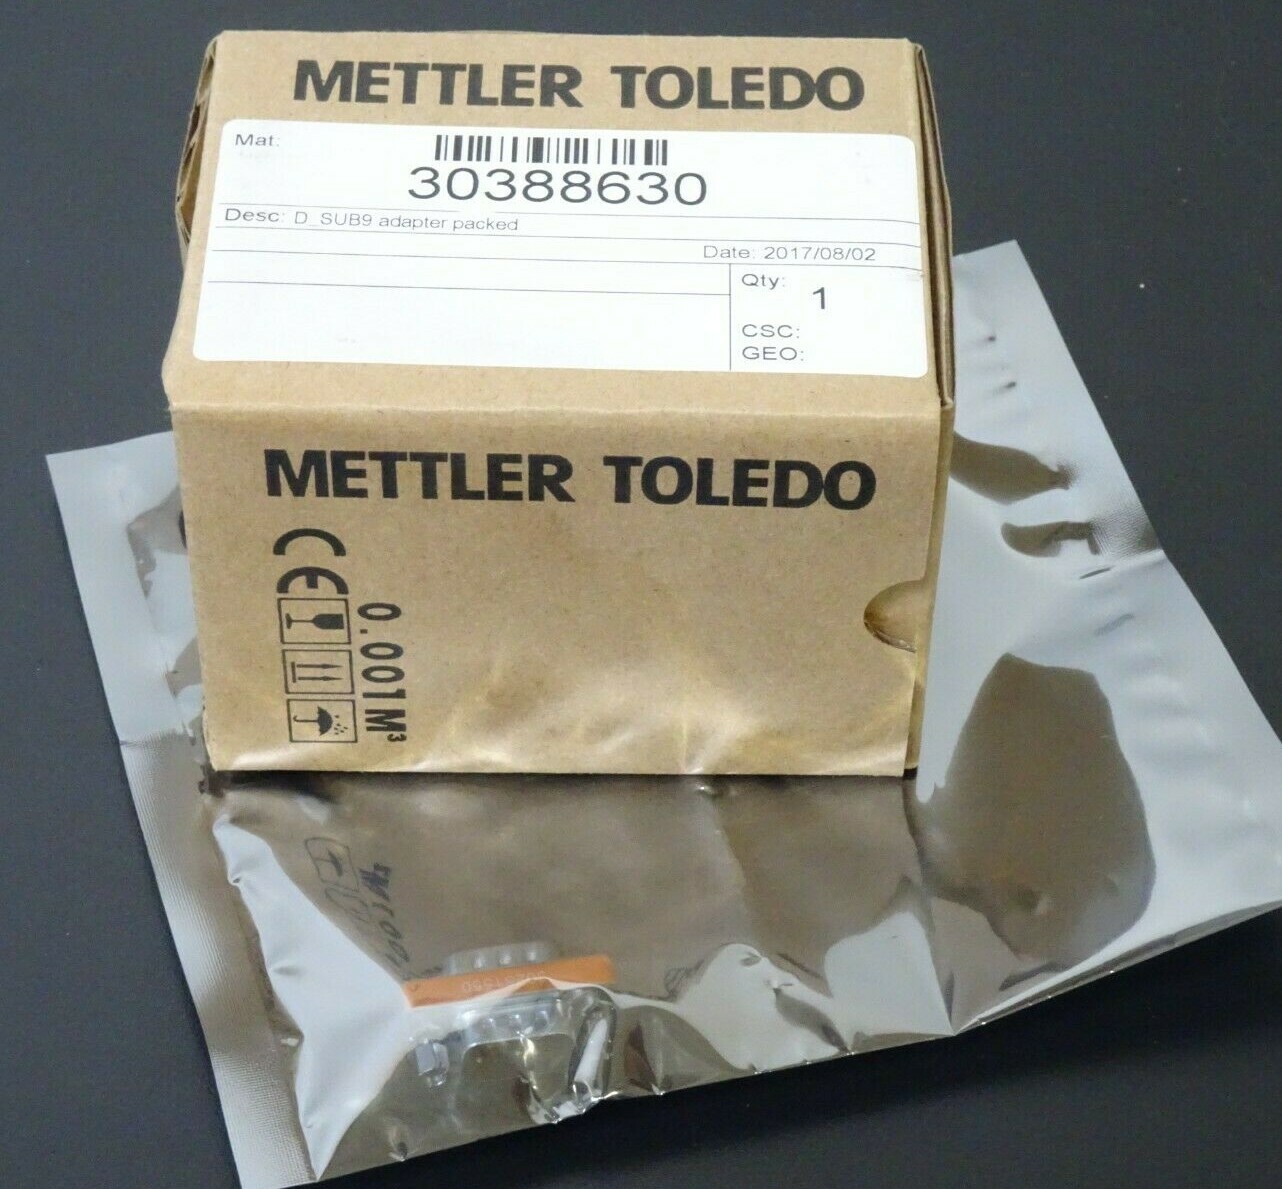 METTLER TOLEDO
Mat:
30388630
Desc: D_SUB9 adapter packed
Date: 2017/08/02
Qty:
1
CSC:
GEO:
METTLER TOLEDO
CE
0.001M³